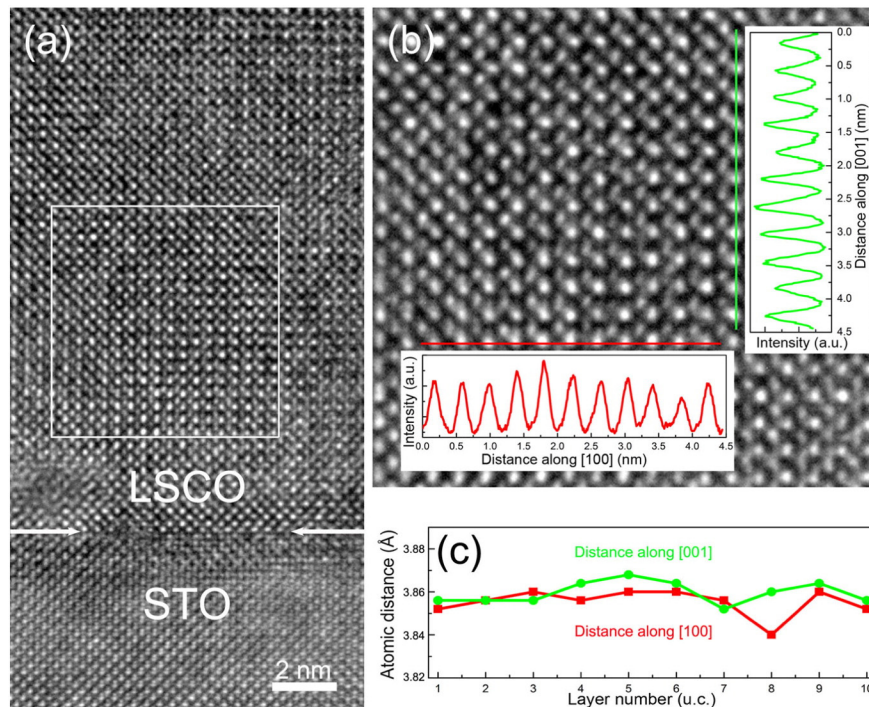 (a)
LSCO
STO
2 nm
(b)
0.0
0.5
1.0
1.5
2.0
2.5
3.0
3.5
4.0
4.5
Distance along [001] (nm)
Intensity (a.u.)
Intensity (a.u.)
0.0 0.5 1.0 1.5 2.0 2.5 3.0 3.5 4.0 4.5
Distance along [100] (nm)
(c)
Atomic distance (Å)
3.88
3.86
3.84
3.82
Distance along [001]
Distance along [100]
1 2 3 4 5 6 7 8 9 10
Layer number (u.c.)